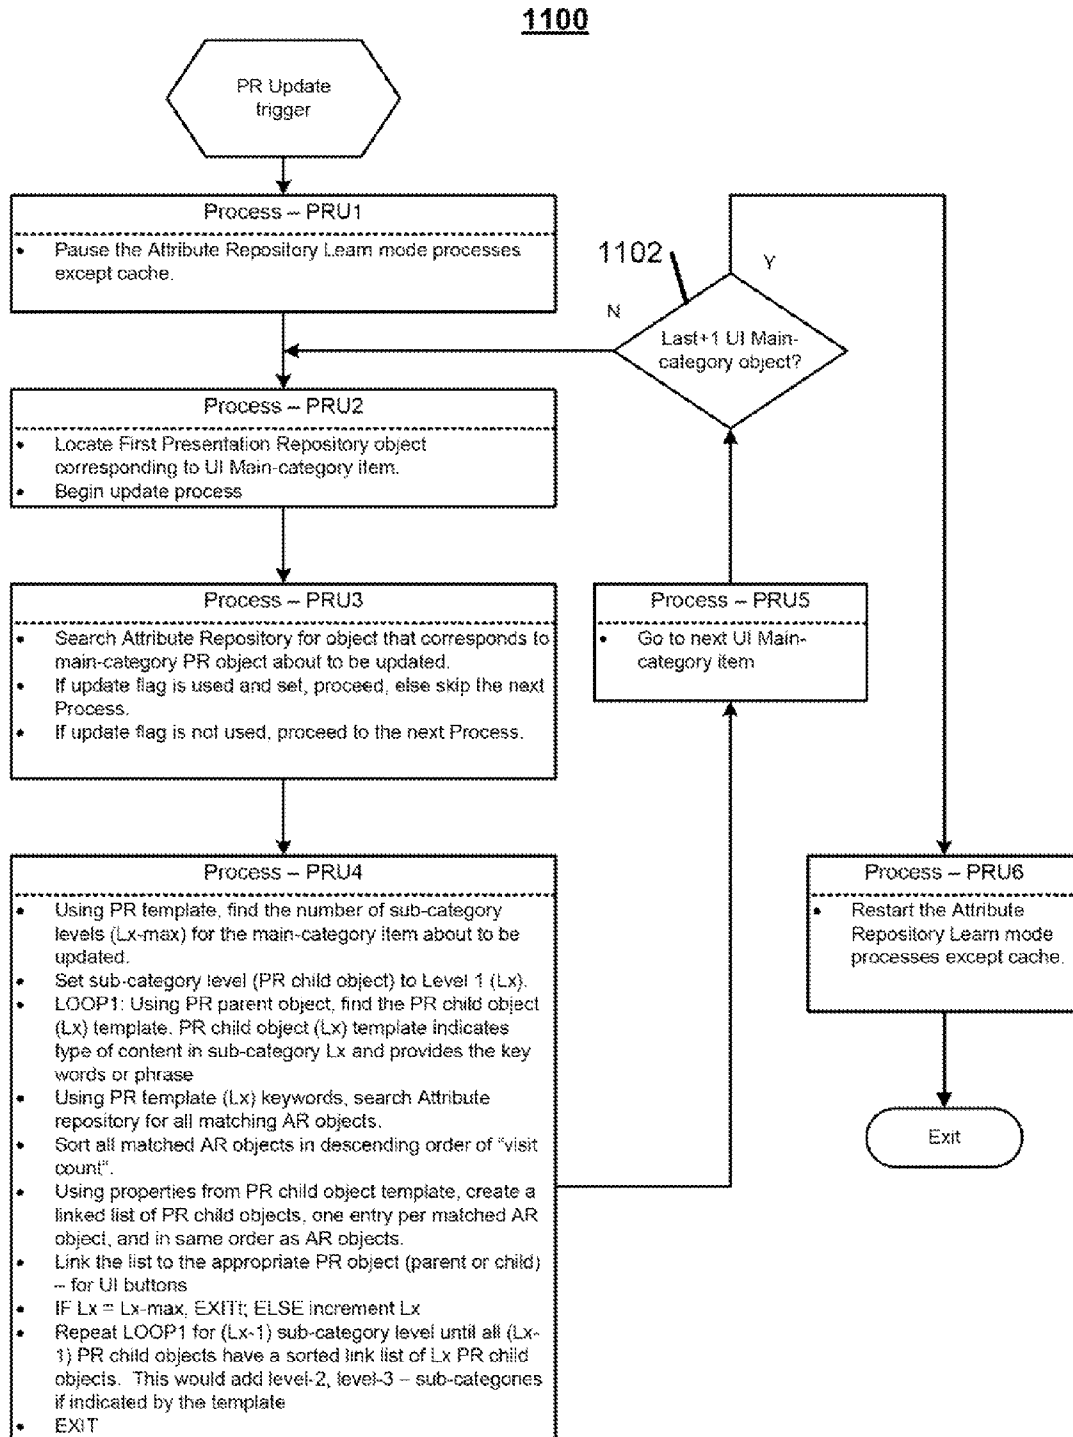 1100
PR Update
trigger
Process – PRU1
• Pause the Attribute Repository Learn mode processes
except cache.
1102
Y
N
Last+1 UI Main-
category object?
Process – PRU2
• Locate First Presentation Repository object
corresponding to UI Main-category item.
• Begin update process
Process – PRU3
• Search Attribute Repository for object that corresponds to
main-category PR object about to be updated.
• If update flag is used and set, proceed, else skip the next
Process.
• If update flag is not used, proceed to the next Process.
Process – PRU5
• Go to next UI Main-
category item
Process – PRU4
• Using PR template, find the number of sub-category
levels (Lx-max) for the main-category item about to be
updated.
• Set sub-category level (PR child object) to Level 1 (Lx).
• LOOP1: Using PR parent object, find the PR child object
(Lx) template. PR child object (Lx) template indicates
type of content in sub-category Lx and provides the key
words or phrase
• Using PR template (Lx) keywords, search Attribute
repository for all matching AR objects.
• Sort all matched AR objects in descending order of "visit
count".
• Using properties from PR child object template, create a
linked list of PR child objects, one entry per matched AR
object, and in same order as AR objects.
• Link the list to the appropriate PR object (parent or child)
– for UI buttons
• IF Lx = Lx-max, EXITt; ELSE increment Lx
• Repeat LOOP1 for (Lx-1) sub-category level until all (Lx-
1) PR child objects have a sorted link list of Lx PR child
objects. This would add level-2, level-3 – sub-categories
if indicated by the template
• EXIT
Process – PRU6
• Restart the Attribute
Repository Learn mode
processes except cache.
Exit